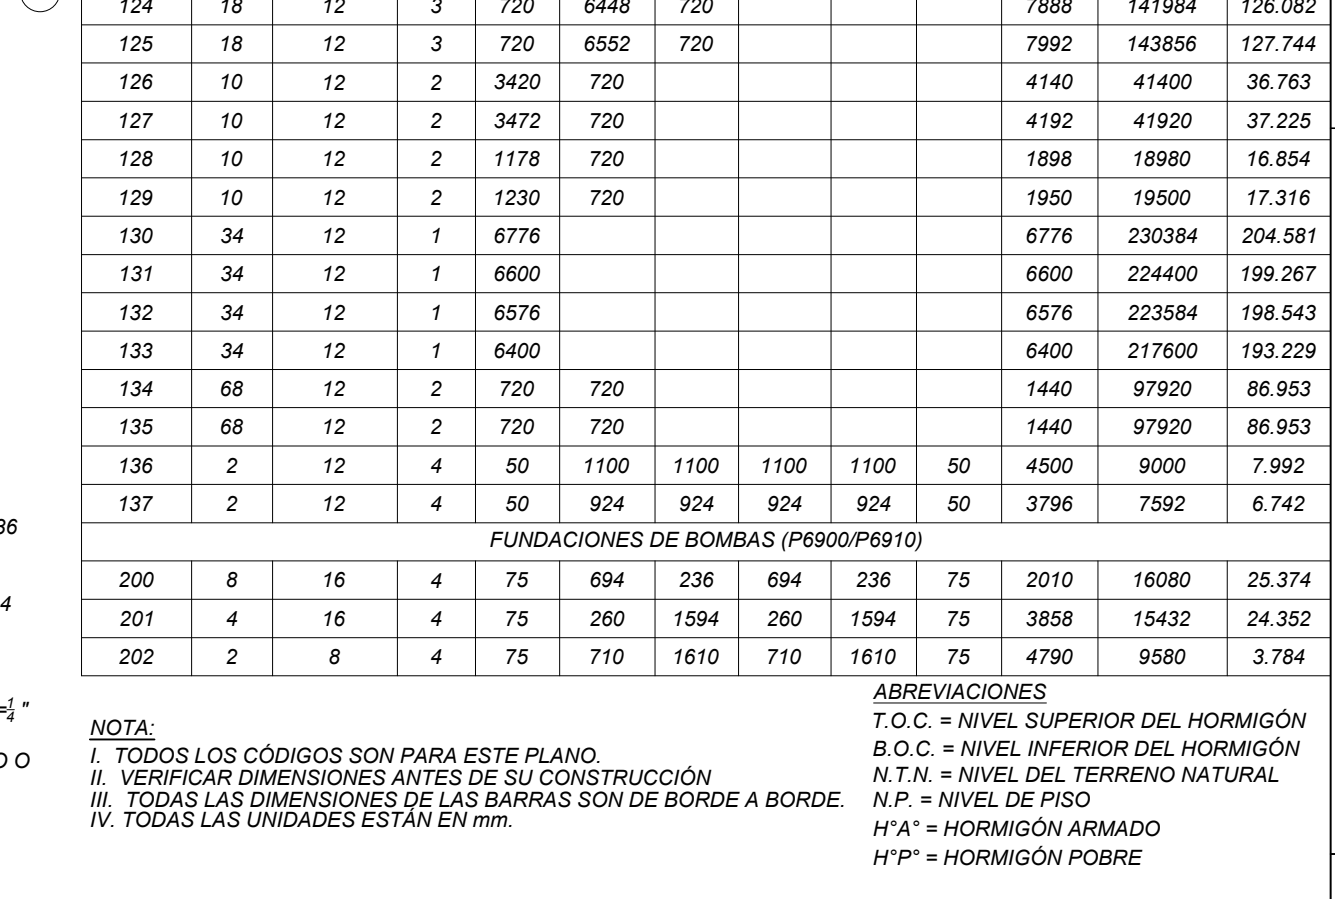 124 18 12 3 720 6448 720 7888 141984 126.082
125 18 12 3 720 6552 720 7992 143856 127.744
126 10 12 2 3420 720 4140 41400 36.763
127 10 12 2 3472 720 4192 41920 37.225
128 10 12 2 1178 720 1898 18980 16.854
129 10 12 2 1230 720 1950 19500 17.316
130 34 12 1 6776 6776 230384 204.581
131 34 12 1 6600 6600 224400 199.267
132 34 12 1 6576 6576 223584 198.543
133 34 12 1 6400 6400 217600 193.229
134 68 12 2 720 720 1440 97920 86.953
135 68 12 2 720 720 1440 97920 86.953
136 2 12 4 50 1100 1100 1100 1100 50 4500 9000 7.992
137 2 12 4 50 924 924 924 924 50 3796 7592 6.742
FUNDACIONES DE BOMBAS (P6900/P6910)
200 8 16 4 75 694 236 694 236 75 2010 16080 25.374
201 4 16 4 75 260 1594 260 1594 75 3858 15432 24.352
202 2 8 4 75 710 1610 710 1610 75 4790 9580 3.784
36
4
=1/4 "
O O
NOTA:
I. TODOS LOS CÓDIGOS SON PARA ESTE PLANO.
II. VERIFICAR DIMENSIONES ANTES DE SU CONSTRUCCIÓN
III. TODAS LAS DIMENSIONES DE LAS BARRAS SON DE BORDE A BORDE.
IV. TODAS LAS UNIDADES ESTÁN EN mm.
ABREVIACIONES
T.O.C. = NIVEL SUPERIOR DEL HORMIGÓN
B.O.C. = NIVEL INFERIOR DEL HORMIGÓN
N.T.N. = NIVEL DEL TERRENO NATURAL
N.P. = NIVEL DE PISO
H°A° = HORMIGÓN ARMADO
H°P° = HORMIGÓN POBRE